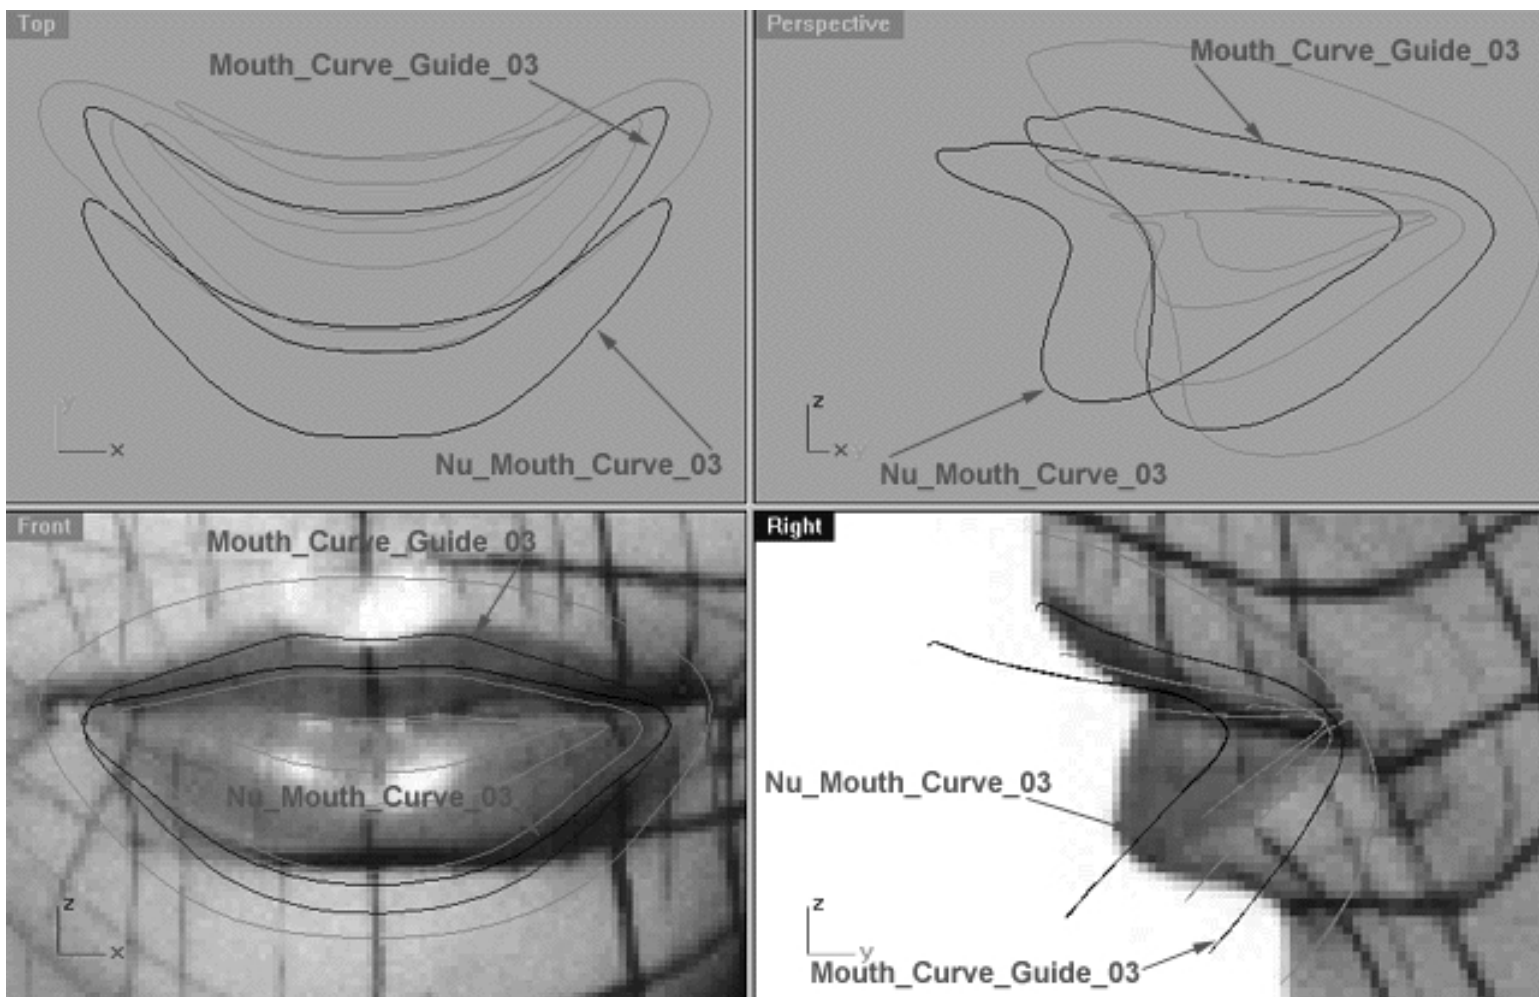 Top
Mouth_Curve_Guide_03
Nu_Mouth_Curve_03
y
x
Perspective
Mouth_Curve_Guide_03
Nu_Mouth_Curve_03
z
x y
Front
Mouth_Curve_Guide_03
Nu_Mouth_Curve_03
z
x
Right
Nu_Mouth_Curve_03
z
y
Mouth_Curve_Guide_03